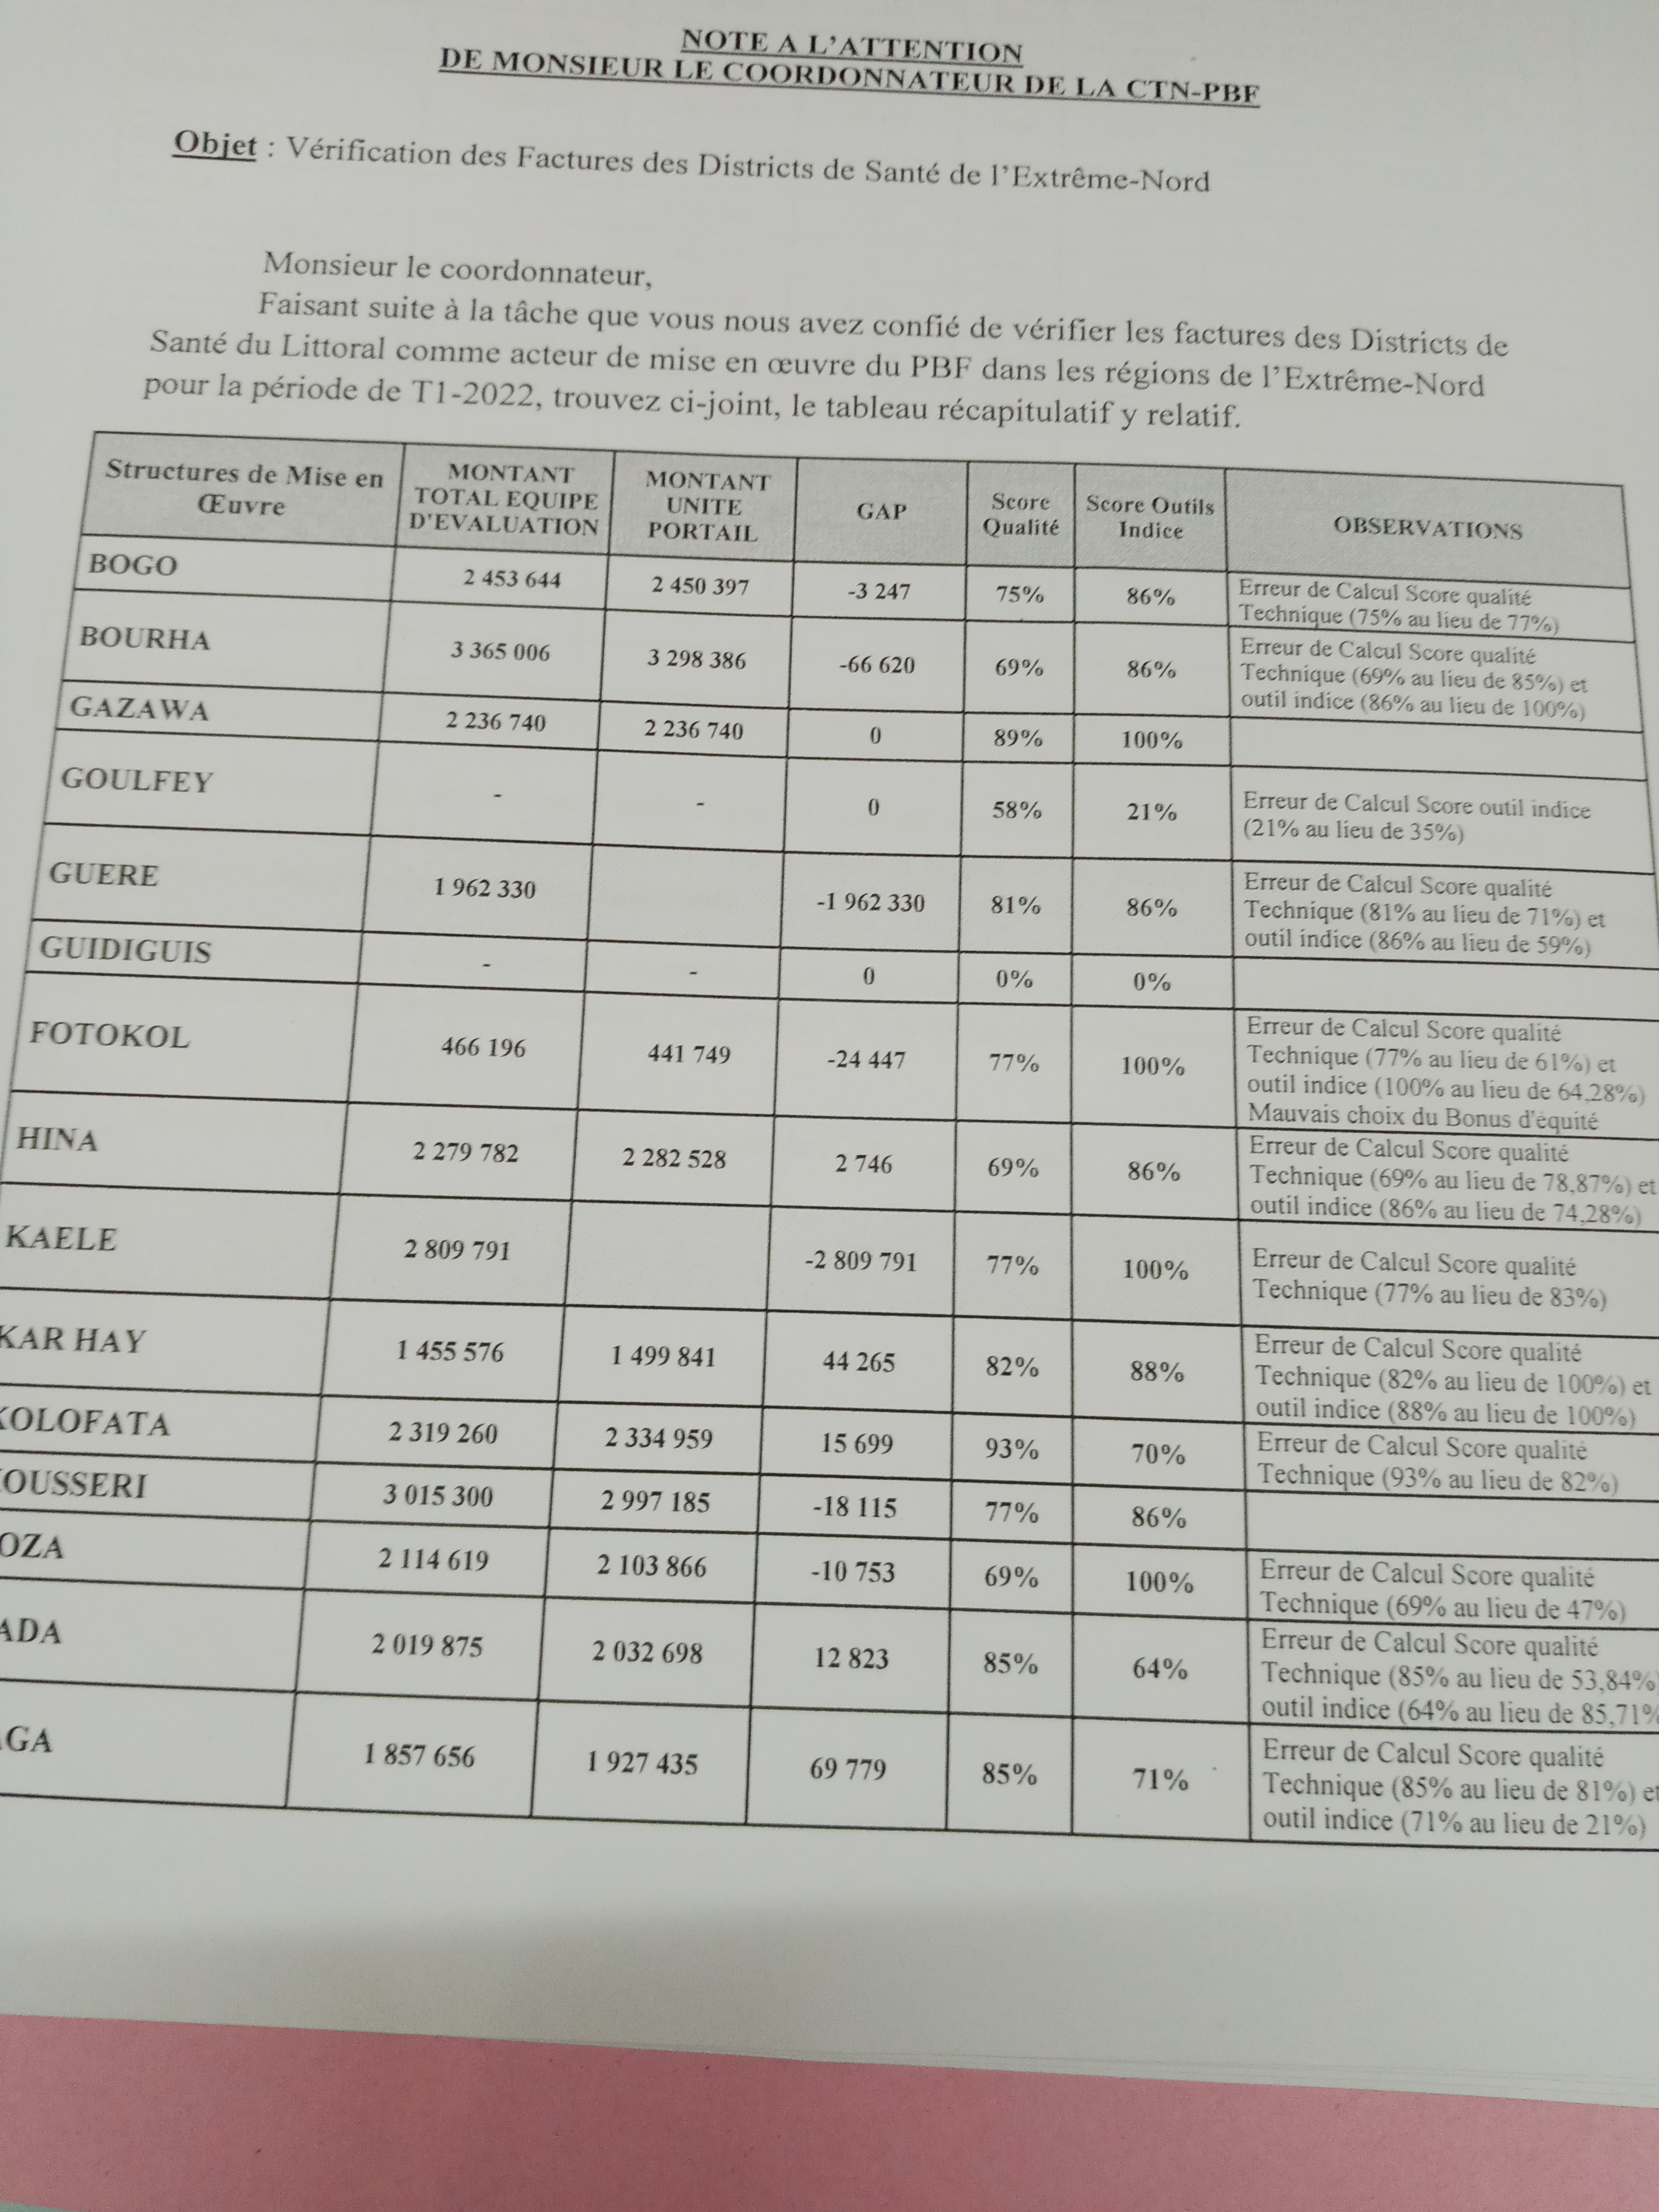 NOTE A L'ATTENTION
DE MONSIEUR LE COORDONNATEUR DE LA CTN-PBF
Objet : Vérification des Factures des Districts de Santé de l'Extrême-Nord
Monsieur le coordonnateur,
Faisant suite à la tâche que vous nous avez confié de vérifier les factures des Districts de
Santé du Littoral comme acteur de mise en œuvre du PBF dans les régions de l'Extrême-Nord
pour la période de T1-2022, trouvez ci-joint, le tableau récapitulatif y relatif.
Structures de Mise en
Œuvre
MONTANT
TOTAL EQUIPE
D'EVALUATION
MONTANT
UNITE
PORTAIL
GAP
Score
Qualité
Score Outils
Indice
OBSERVATIONS
BOGO 2 453 644 2 450 397 -3 247 75% 86%
Erreur de Calcul Score qualité
Technique (75% au lieu de 77%)
BOURHA 3 365 006 3 298 386 -66 620 69% 86%
Erreur de Calcul Score qualité
Technique (69% au lieu de 85%) et
outil indice (86% au lieu de 100%)
GAZAWA 2 236 740 2 236 740 0 89% 100%
GOULFEY - - 0 58% 21%
Erreur de Calcul Score outil indice
(21% au lieu de 35%)
GUERE 1 962 330 -1 962 330 81% 86%
Erreur de Calcul Score qualité
Technique (81% au lieu de 71%) et
outil indice (86% au lieu de 59%)
GUIDIGUIS - - 0 0% 0%
FOTOKOL 466 196 441 749 -24 447 77% 100%
Erreur de Calcul Score qualité
Technique (77% au lieu de 61%) et
outil indice (100% au lieu de 64,28%)
Mauvais choix du Bonus d'équité
HINA 2 279 782 2 282 528 2 746 69% 86%
Erreur de Calcul Score qualité
Technique (69% au lieu de 78,87%) et
outil indice (86% au lieu de 74,28%)
KAELE 2 809 791 -2 809 791 77% 100%
Erreur de Calcul Score qualité
Technique (77% au lieu de 83%)
KAR HAY 1 455 576 1 499 841 44 265 82% 88%
Erreur de Calcul Score qualité
Technique (82% au lieu de 100%) et
outil indice (88% au lieu de 100%)
KOLOFATA 2 319 260 2 334 959 15 699 93% 70%
Erreur de Calcul Score qualité
Technique (93% au lieu de 82%)
OUSSERI 3 015 300 2 997 185 -18 115 77% 86%
OZA 2 114 619 2 103 866 -10 753 69% 100%
Erreur de Calcul Score qualité
Technique (69% au lieu de 47%)
ADA 2 019 875 2 032 698 12 823 85% 64%
Erreur de Calcul Score qualité
Technique (85% au lieu de 53,84%)
outil indice (64% au lieu de 85,71%
GA 1 857 656 1 927 435 69 779 85% 71%
Erreur de Calcul Score qualité
Technique (85% au lieu de 81%) et
outil indice (71% au lieu de 21%)